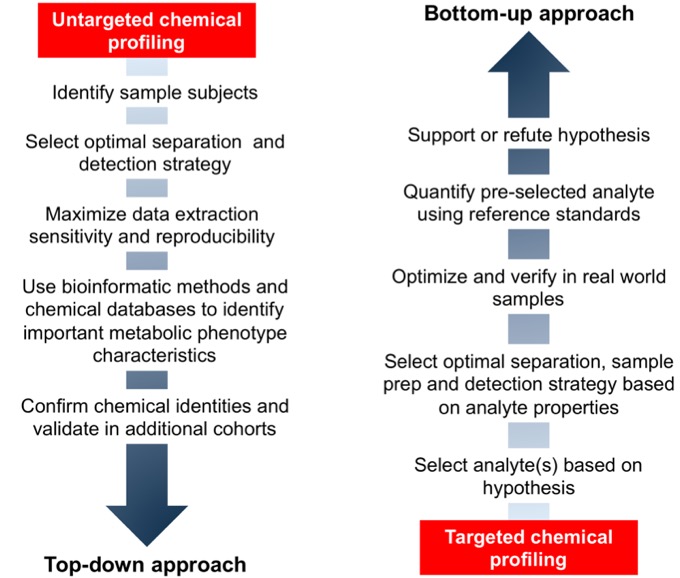 Untargeted chemical
profiling
Identify sample subjects
Select optimal separation and
detection strategy
Maximize data extraction
sensitivity and reproducibility
Use bioinformatic methods and
chemical databases to identify
important metabolic phenotype
characteristics
Confirm chemical identities and
validate in additional cohorts
Top-down approach
Bottom-up approach
Support or refute hypothesis
Quantify pre-selected analyte
using reference standards
Optimize and verify in real world
samples
Select optimal separation, sample
prep and detection strategy based
on analyte properties
Select analyte(s) based on
hypothesis
Targeted chemical
profiling